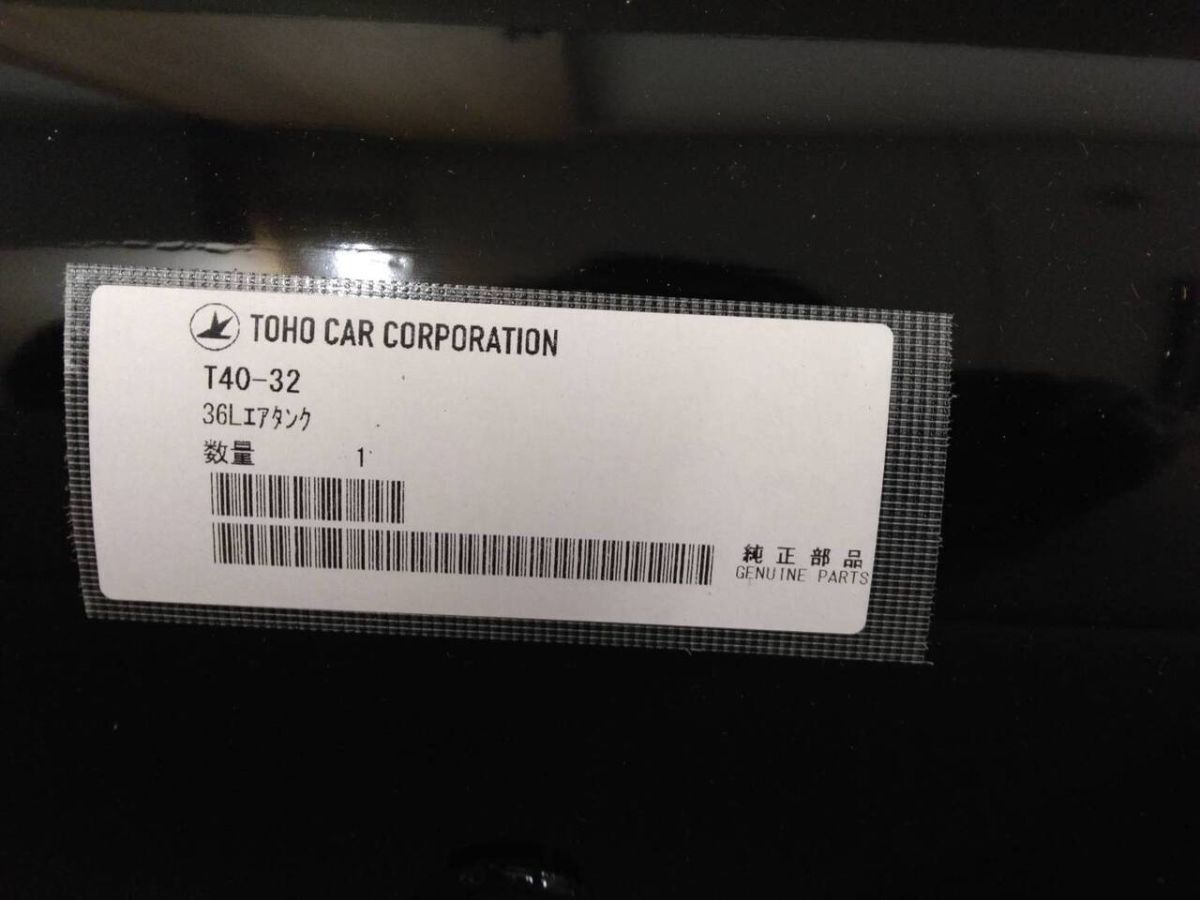 TOHO CAR CORPORATION
T40-32
36Lｴｱﾀﾝｸ
数量 1
純正部品
GENUINE PARTS